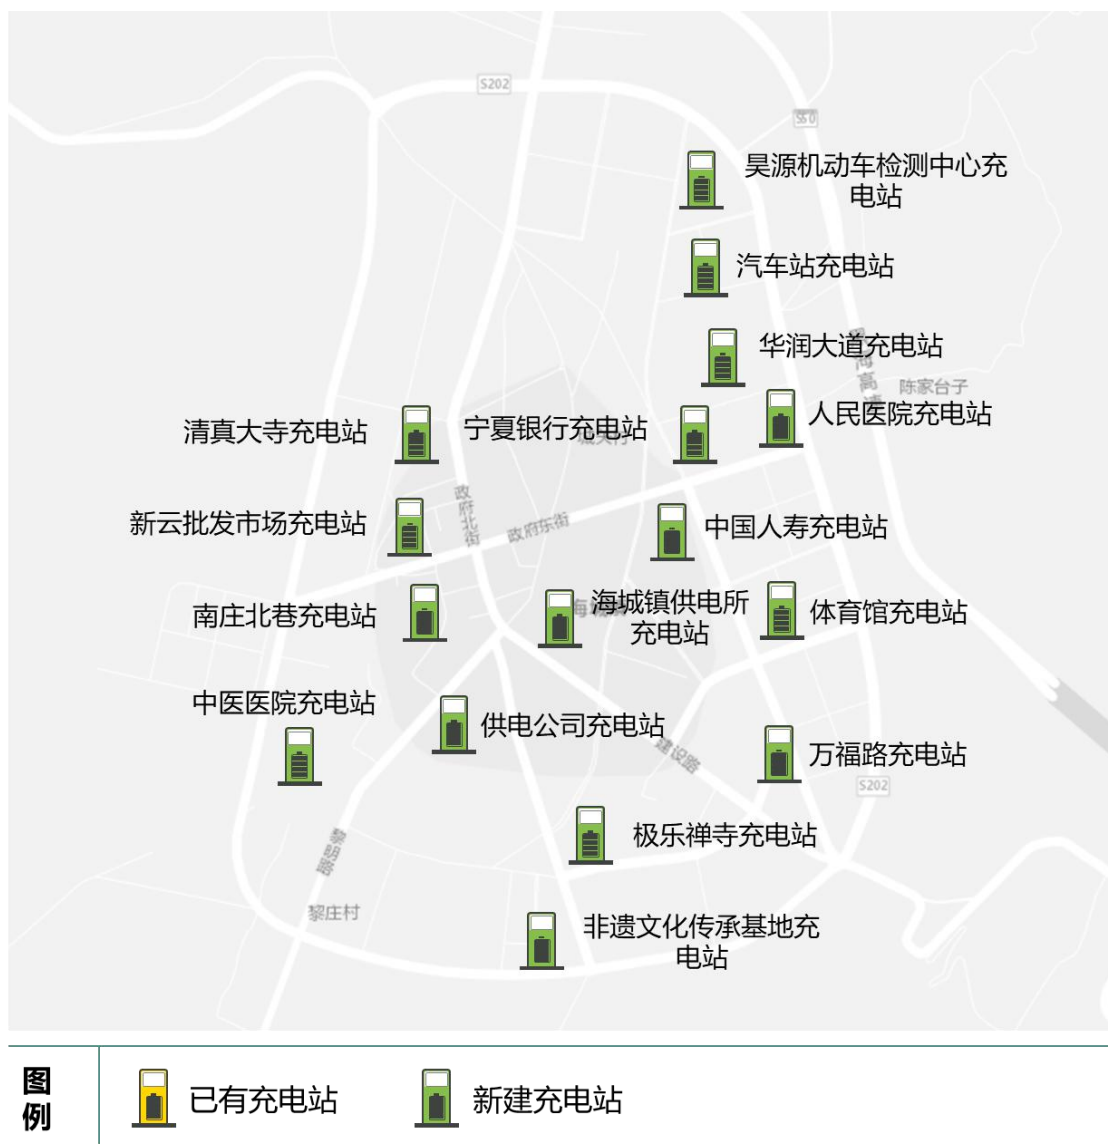 S202
S50
昊源机动车检测中心充
电站
汽车站充电站
华润大道充电站
陈家台子
人民医院充电站
清真大寺充电站
宁夏银行充电站
政府北街
新云批发市场充电站
政府东街
中国人寿充电站
南庄北巷充电站
海城镇供电所
充电站
体育馆充电站
中医医院充电站
供电公司充电站
建设路
万福路充电站
S202
极乐禅寺充电站
黎庄村
非遗文化传承基地充
电站
图
例
已有充电站
新建充电站